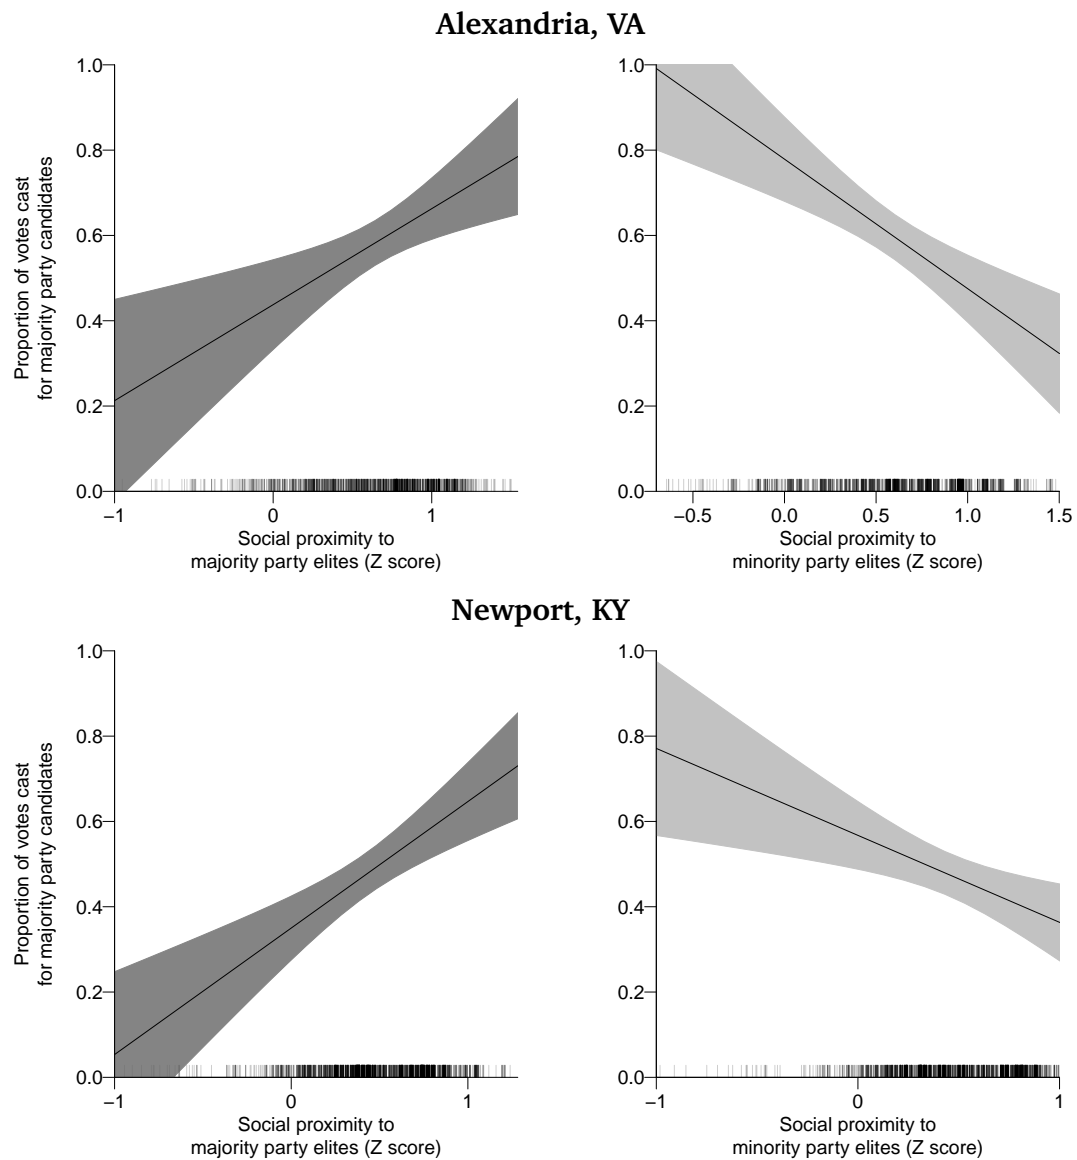 Alexandria, VA
Proportion of votes cast
for majority party candidates
1.0
0.8
0.6
0.4
0.2
0.0
−1
0
1
Social proximity to
majority party elites (Z score)
1.0
0.8
0.6
0.4
0.2
0.0
−0.5
0.0
0.5
1.0
1.5
Social proximity to
minority party elites (Z score)
Newport, KY
Proportion of votes cast
for majority party candidates
1.0
0.8
0.6
0.4
0.2
0.0
−1
0
1
Social proximity to
majority party elites (Z score)
1.0
0.8
0.6
0.4
0.2
0.0
−1
0
1
Social proximity to
minority party elites (Z score)